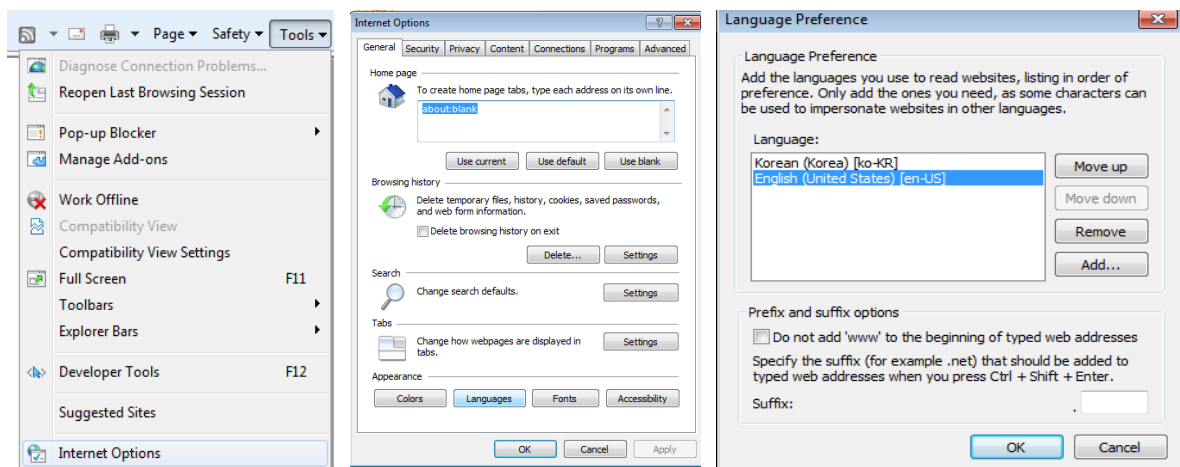 Page Safety Tools
Diagnose Connection Problems...
Reopen Last Browsing Session
Pop-up Blocker
Manage Add-ons
Work Offline
Compatibility View
Compatibility View Settings
Full Screen F11
Toolbars
Explorer Bars
Developer Tools F12
Suggested Sites
Internet Options
Internet Options
General Security Privacy Content Connections Programs Advanced
Home page
To create home page tabs, type each address on its own line.
about:blank
Use current Use default Use blank
Browsing history
Delete temporary files, history, cookies, saved passwords,
and web form information.
Delete browsing history on exit
Delete... Settings
Search
Change search defaults.
Settings
Tabs
Change how webpages are displayed in
tabs.
Settings
Appearance
Colors Languages Fonts Accessibility
OK Cancel Apply
Language Preference
Language Preference
Add the languages you use to read websites, listing in order of
preference. Only add the ones you need, as some characters can
be used to impersonate websites in other languages.
Language:
Korean (Korea) [ko-KR]
English (United States) [en-US]
Move up
Move down
Remove
Add...
Prefix and suffix options
Do not add 'www' to the beginning of typed web addresses
Specify the suffix (for example .net) that should be added to
typed web addresses when you press Ctrl + Shift + Enter.
Suffix: .
OK Cancel